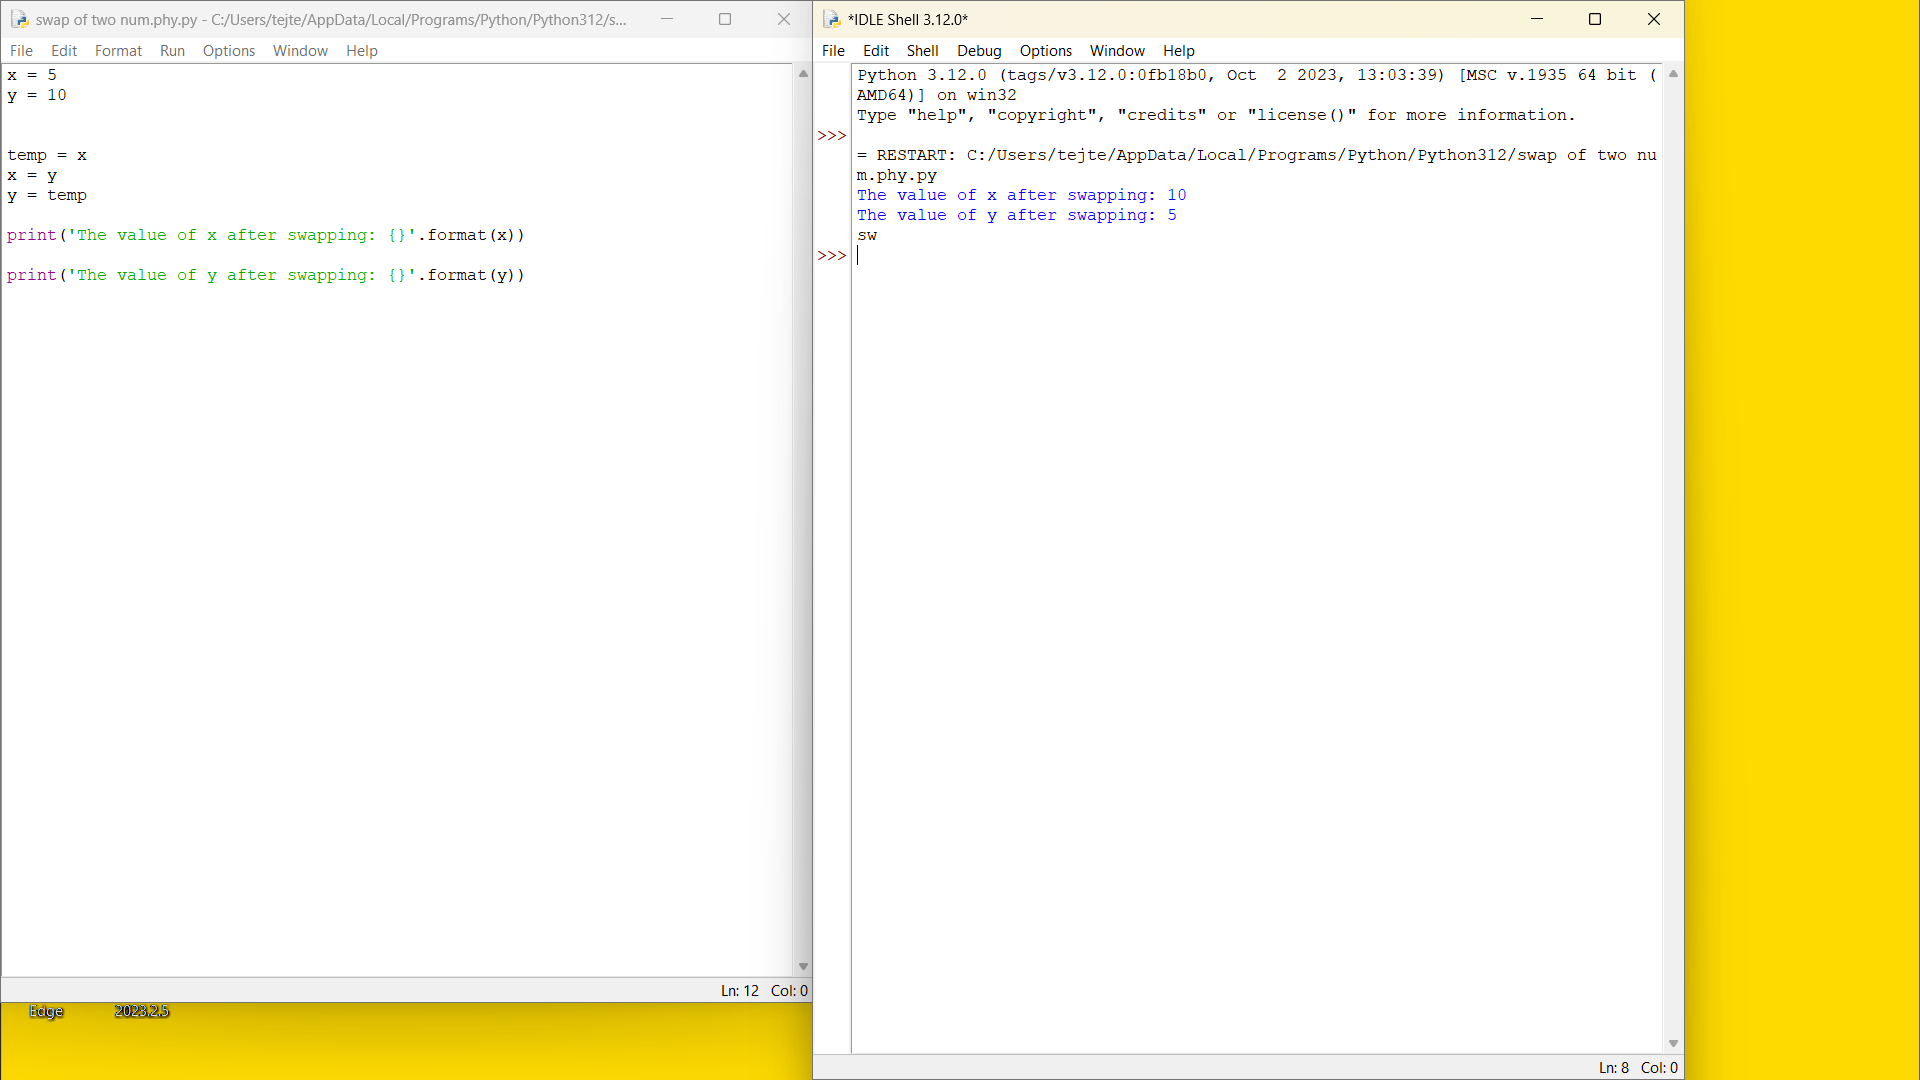 swap of two num.phy.py - C:/Users/tejte/AppData/Local/Programs/Python/Python312/s...
File Edit Format Run Options Window Help
x = 5
y = 10
temp = x
x = y
y = temp
print('The value of x after swapping: {}'.format(x))
print('The value of y after swapping: {}'.format(y))
Ln: 12 Col: 0
Edge 2023.2.5
*IDLE Shell 3.12.0*
File Edit Shell Debug Options Window Help
Python 3.12.0 (tags/v3.12.0:0fb18b0, Oct  2 2023, 13:03:39) [MSC v.1935 64 bit (
AMD64)] on win32
Type "help", "copyright", "credits" or "license()" for more information.
>>>
= RESTART: C:/Users/tejte/AppData/Local/Programs/Python/Python312/swap of two nu
m.phy.py
The value of x after swapping: 10
The value of y after swapping: 5
sw
>>>
Ln: 8 Col: 0